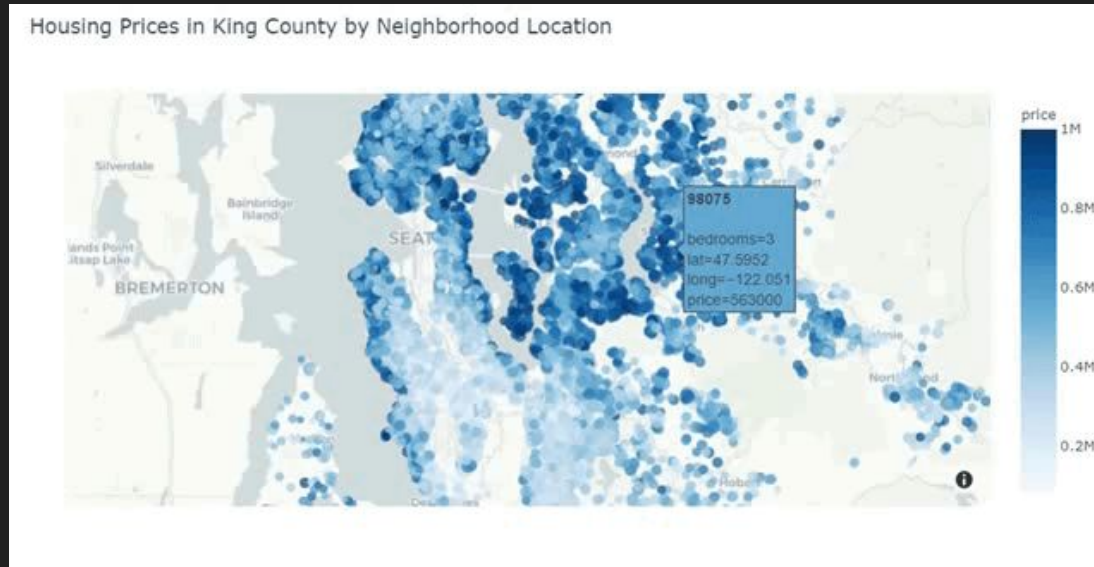 Housing Prices in King County by Neighborhood Location
price
1M
0.8M
0.6M
0.4M
0.2M
Silverdale
Bainbridge
Island
SEAT
BREMERTON
98075
bedrooms=3
lat=47.5952
long=−122.051
price=563000